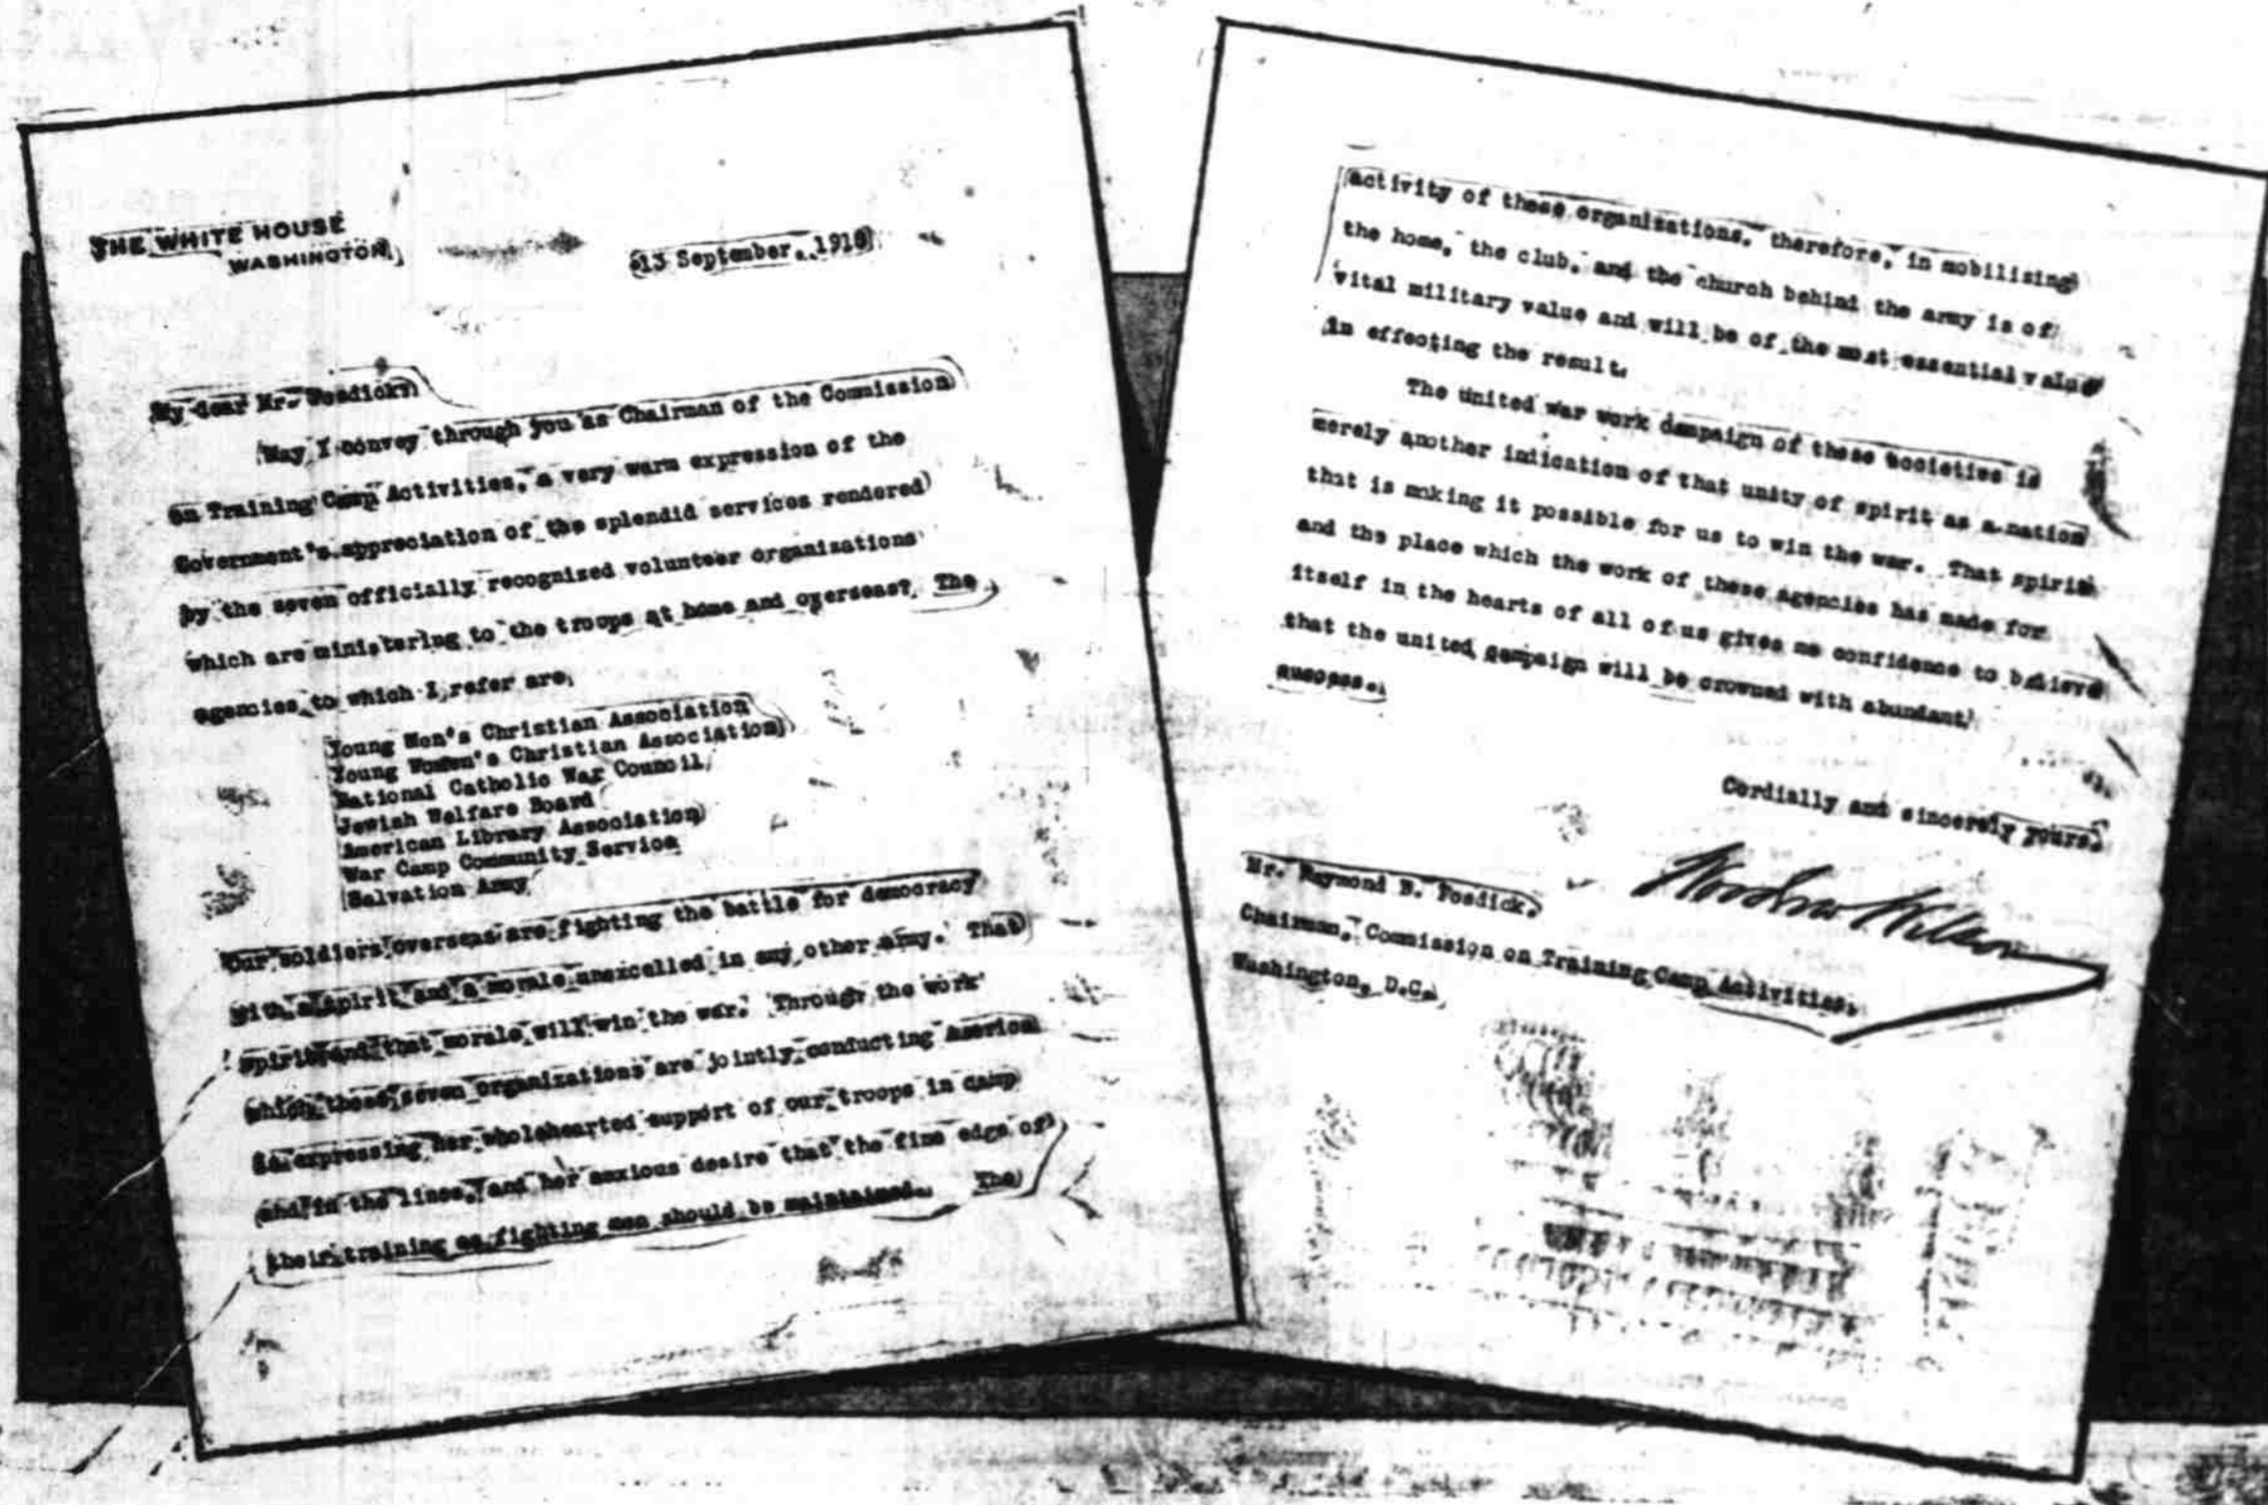 THE WHITE HOUSE
WASHINGTON
13 September, 1918
My dear Mr. Fosdick:
May I convey through you as Chairman of the Commission
on Training Camp Activities, a very warm expression of the
Government's appreciation of the splendid services rendered
by the seven officially recognized volunteer organizations
which are ministering to the troops at home and overseas? The
agencies to which I refer are,
Young Men's Christian Association
Young Women's Christian Association
National Catholic War Council
Jewish Welfare Board
American Library Association
War Camp Community Service
Salvation Army
Our soldiers overseas are fighting the battle for democracy
with a spirit and a morale unexcelled in any other army. That
spirit and that morale will win the war. Through the work
which these seven organizations are jointly conducting America
is expressing her wholehearted support of our troops in camp
and in the lines, and her anxious desire that the fine edge of
their training as fighting men should be maintained. The
activity of these organizations, therefore, in mobilizing
the home, the club, and the church behind the army is of
vital military value and will be of the most essential value
in effecting the result.
The united war work campaign of these societies is
merely another indication of that unity of spirit as a nation
that is making it possible for us to win the war. That spirit
and the place which the work of these agencies has made for
itself in the hearts of all of us gives me confidence to believe
that the united campaign will be crowned with abundant
success.
Cordially and sincerely yours,
Woodrow Wilson
Mr. Raymond B. Fosdick,
Chairman, Commission on Training Camp Activities,
Washington, D.C.